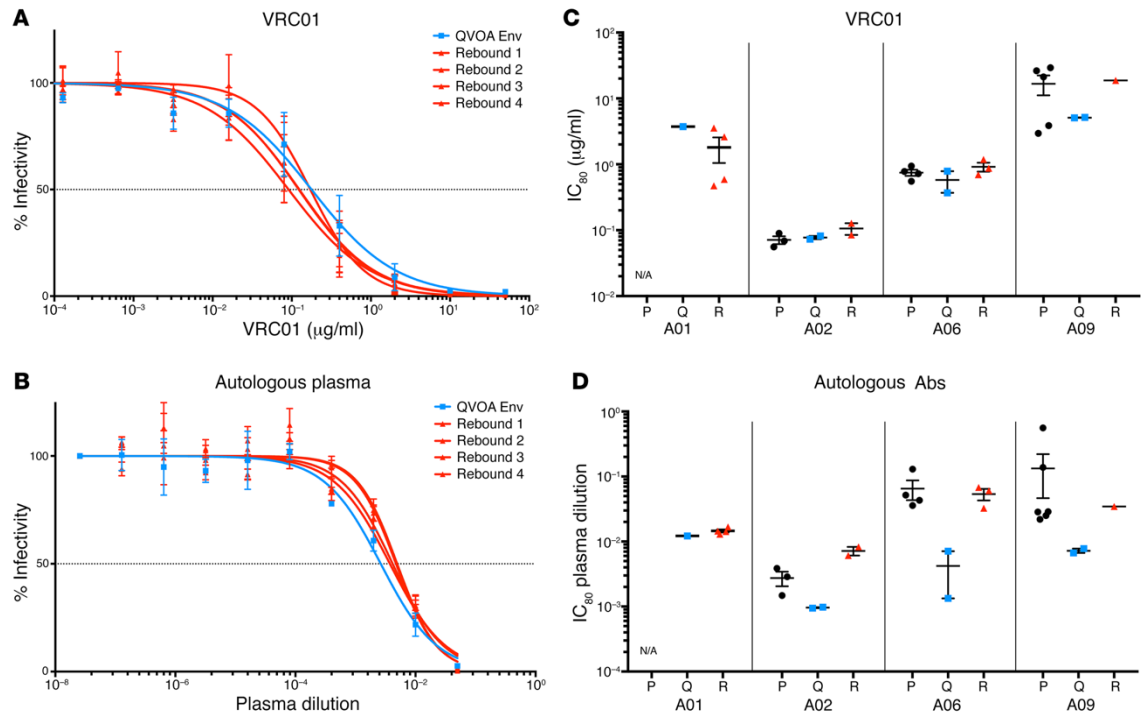 A
VRC01
% Infectivity
100
50
0
QVOA Env
Rebound 1
Rebound 2
Rebound 3
Rebound 4
10⁻⁴ 10⁻³ 10⁻² 10⁻¹ 10⁰ 10¹ 10²
VRC01 (μg/ml)
B
Autologous plasma
% Infectivity
100
50
0
QVOA Env
Rebound 1
Rebound 2
Rebound 3
Rebound 4
10⁻⁸ 10⁻⁶ 10⁻⁴ 10⁻² 10⁰
Plasma dilution
C
VRC01
IC₈₀ (μg/ml)
10²
10¹
10⁰
10⁻¹
10⁻²
N/A
P Q R P Q R P Q R P Q R
A01 A02 A06 A09
D
Autologous Abs
IC₈₀ plasma dilution
10⁰
10⁻¹
10⁻²
10⁻³
10⁻⁴
N/A
P Q R P Q R P Q R P Q R
A01 A02 A06 A09